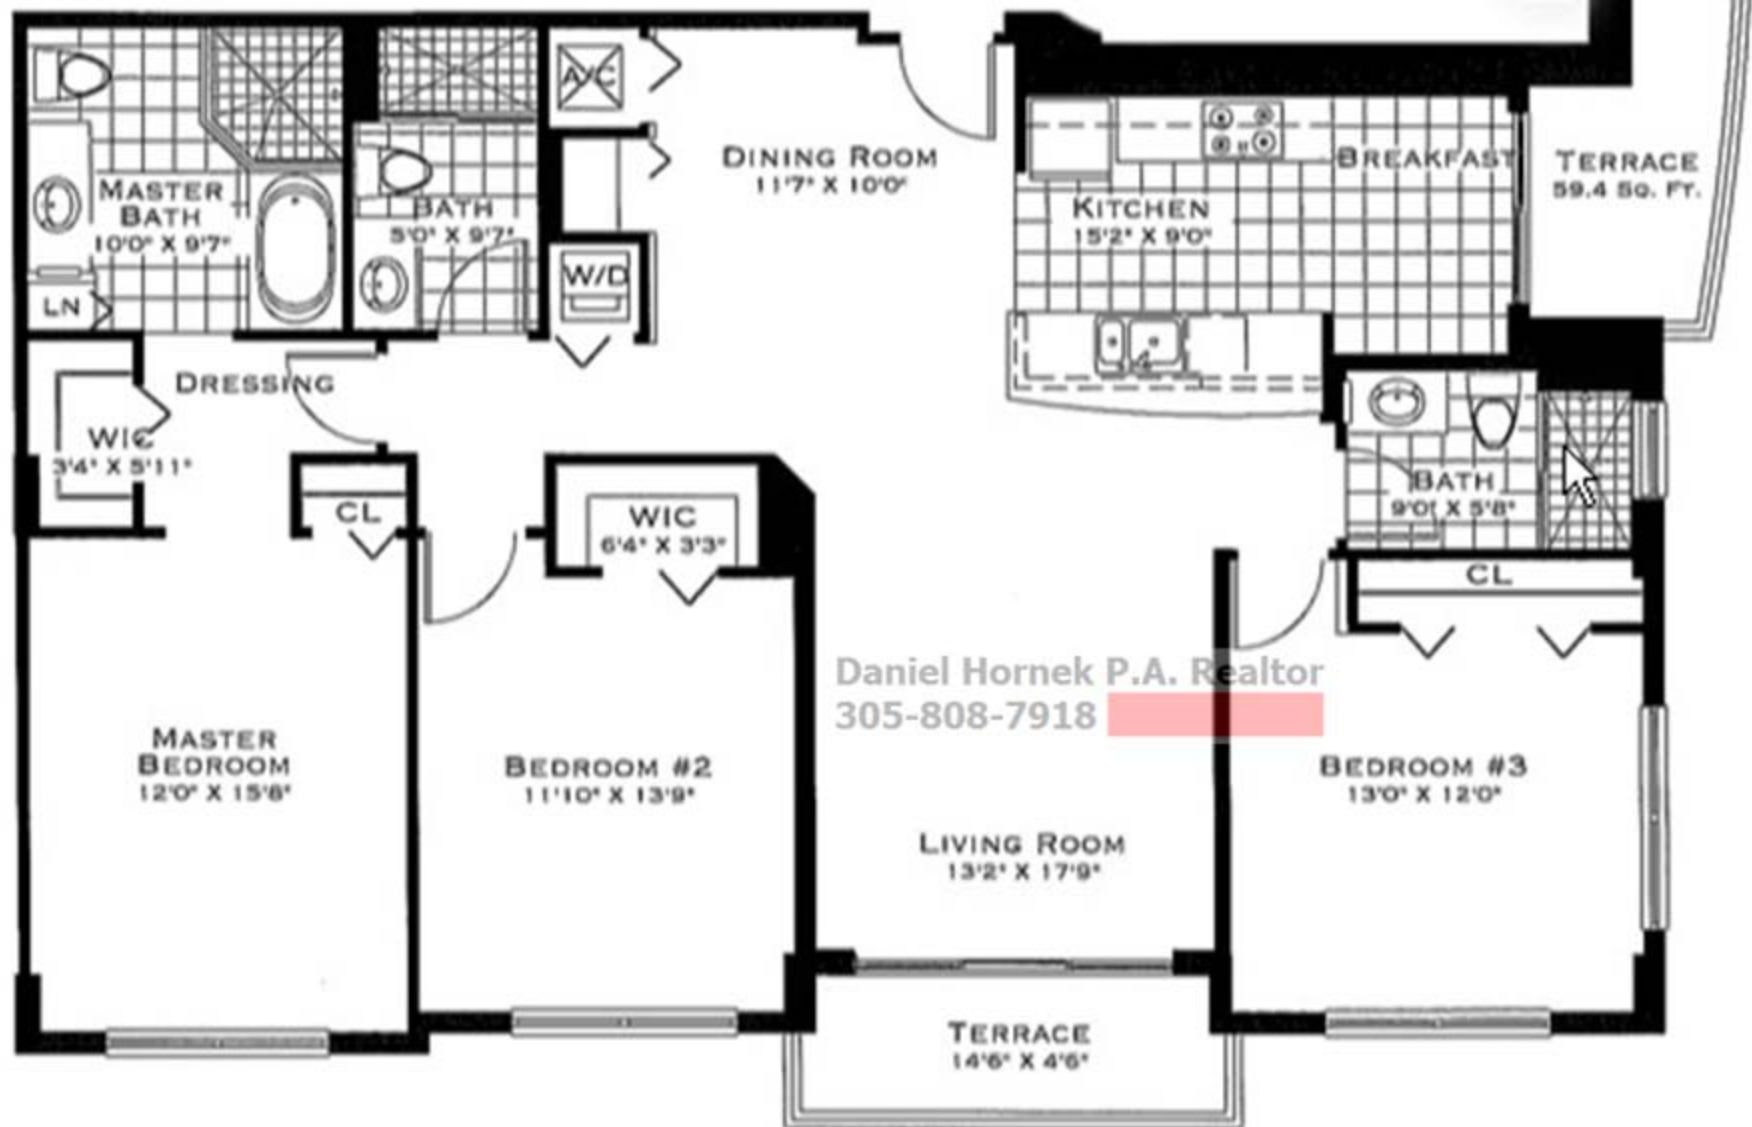 A/C
DINING ROOM
11'7" X 10'0"
BREAKFAST
TERRACE
59.4 SQ. FT.
MASTER
BATH
10'0" X 9'7"
BATH
5'0" X 9'7"
KITCHEN
15'2" X 9'0"
W/D
LN
DRESSING
WIC
3'4" X 5'11"
CL
WIC
6'4" X 3'3"
BATH
9'0" X 5'8"
CL
Daniel Hornek P.A. Realtor
305-808-7918
MASTER
BEDROOM
12'0" X 15'8"
BEDROOM #2
11'10" X 13'9"
BEDROOM #3
13'0" X 12'0"
LIVING ROOM
13'2" X 17'9"
TERRACE
14'6" X 4'6"